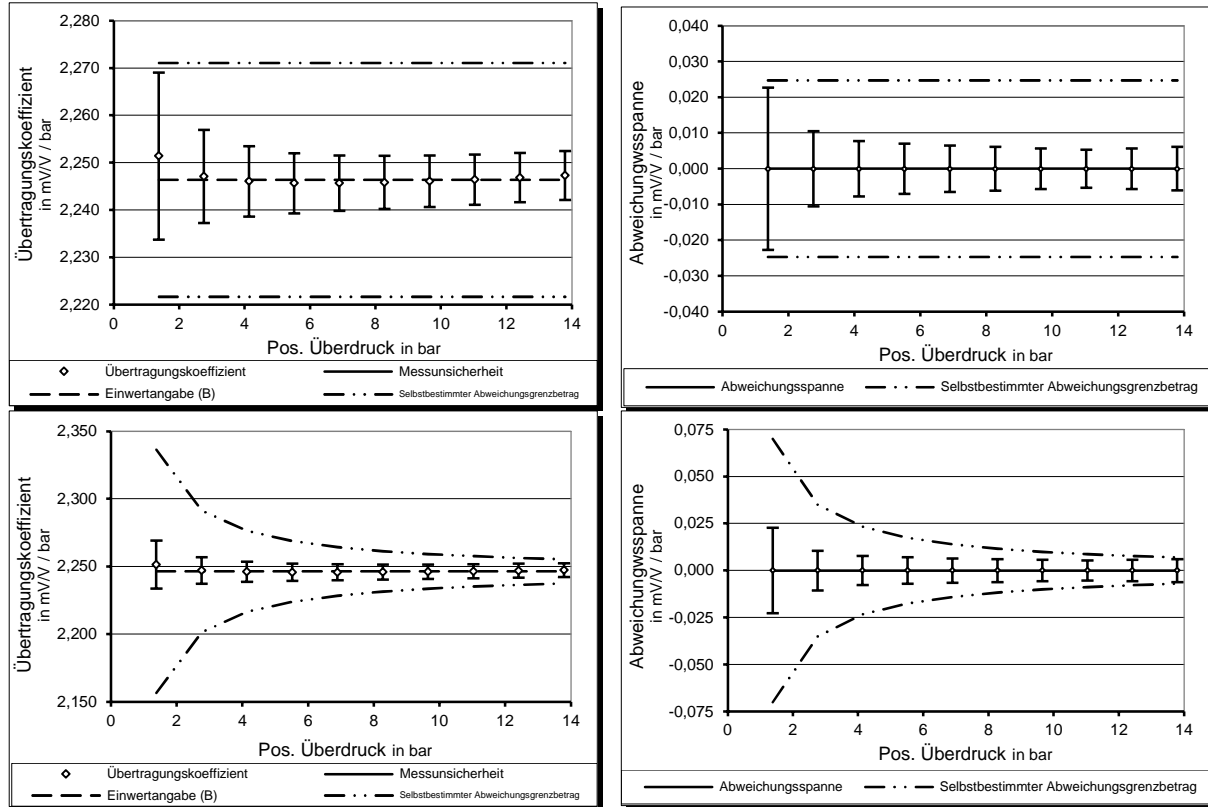 Übertragungskoeffizient
in mV/V / bar
2,280
2,270
2,260
2,250
2,240
2,230
2,220
0 2 4 6 8 10 12 14
Pos. Überdruck in bar
Übertragungskoeffizient Messunsicherheit
Einwertangabe (B) Selbstbestimmter Abweichungsgrenzbetrag
Abweichungwsspanne
in mV/V / bar
0,040
0,030
0,020
0,010
0,000
-0,010
-0,020
-0,030
-0,040
0 2 4 6 8 10 12 14
Pos. Überdruck in bar
Abweichungsspanne Selbstbestimmter Abweichungsgrenzbetrag
Übertragungskoeffizient
in mV/V / bar
2,350
2,300
2,250
2,200
2,150
0 2 4 6 8 10 12 14
Pos. Überdruck in bar
Übertragungskoeffizient Messunsicherheit
Einwertangabe (B) Selbstbestimmter Abweichungsgrenzbetrag
Abweichungwsspanne
in mV/V / bar
0,075
0,050
0,025
0,000
-0,025
-0,050
-0,075
0 2 4 6 8 10 12 14
Pos. Überdruck in bar
Abweichungsspanne Selbstbestimmter Abweichungsgrenzbetrag